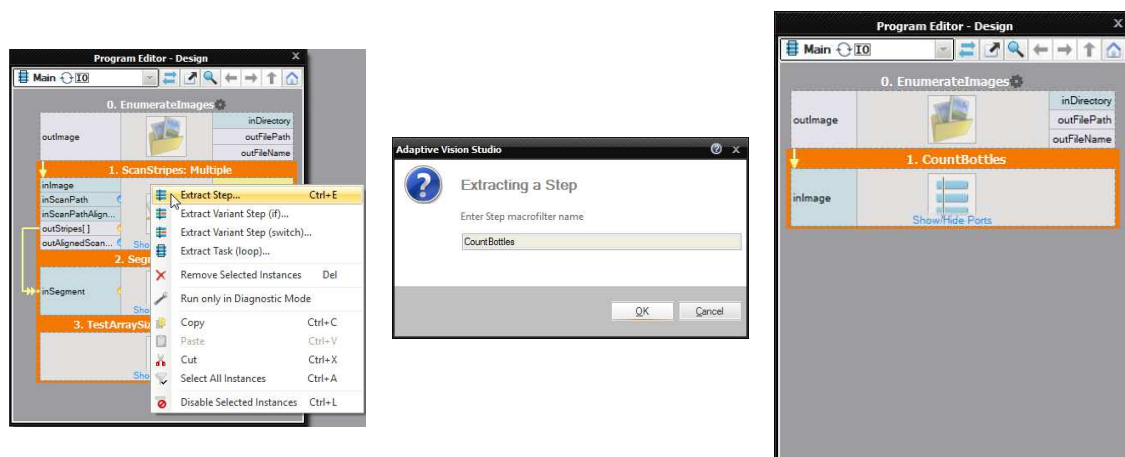 Program Editor - Design
Main IO
0. EnumerateImages
inDirectory
outImage
outFilePath
outFileName
1. ScanStripes: Multiple
inImage
inScanPath
inScanPathAlign...
outStripes[]
outAlignedScan...
inSegment
3. TestArraySi
Extract Step... Ctrl+E
Extract Variant Step (if)...
Extract Variant Step (switch)...
Extract Task (loop)...
Remove Selected Instances Del
Run only in Diagnostic Mode
Copy Ctrl+C
Paste Ctrl+V
Cut Ctrl+X
Select All Instances Ctrl+A
Disable Selected Instances Ctrl+L
Adaptive Vision Studio
Extracting a Step
Enter Step macrofilter name
CountBottles
OK Cancel
Program Editor - Design
Main IO
0. EnumerateImages
inDirectory
outImage
outFilePath
outFileName
1. CountBottles
inImage
Show/Hide Ports